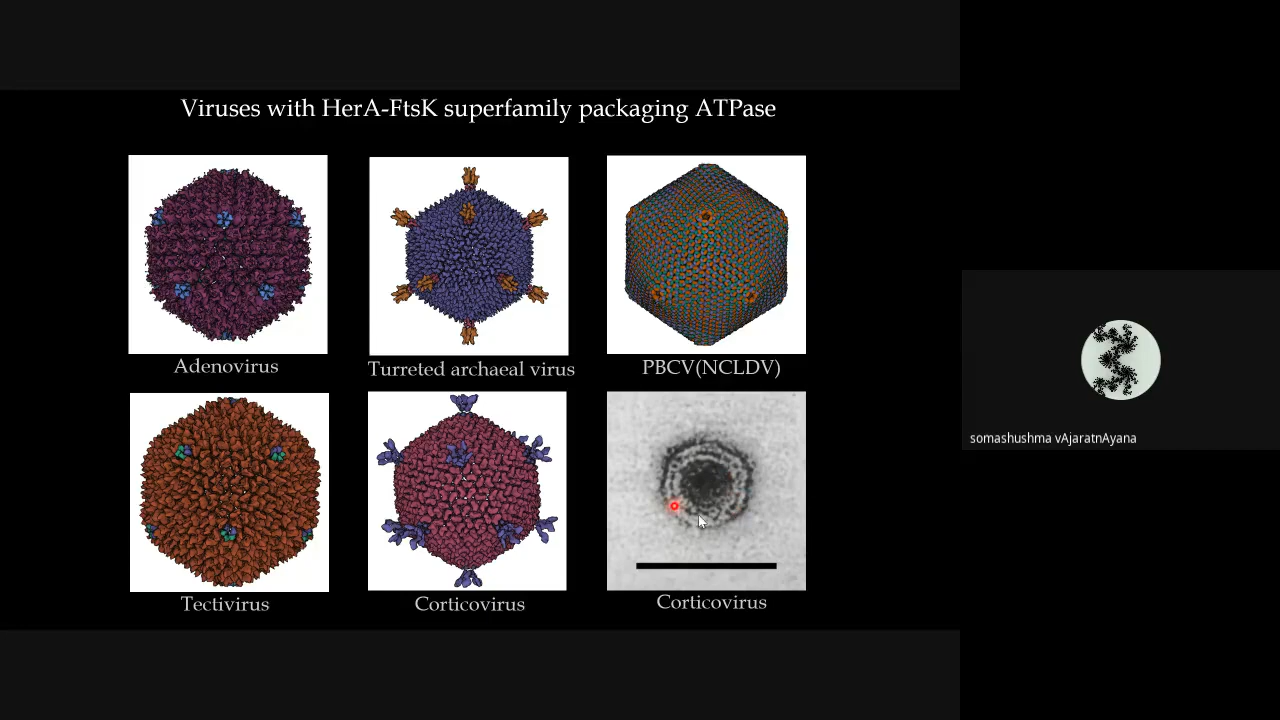 Viruses with HerA-FtsK superfamily packaging ATPase
Adenovirus
Turreted archaeal virus
PBCV(NCLDV)
Tectivirus
Corticovirus
Corticovirus
somashushma vAjaratnAyana